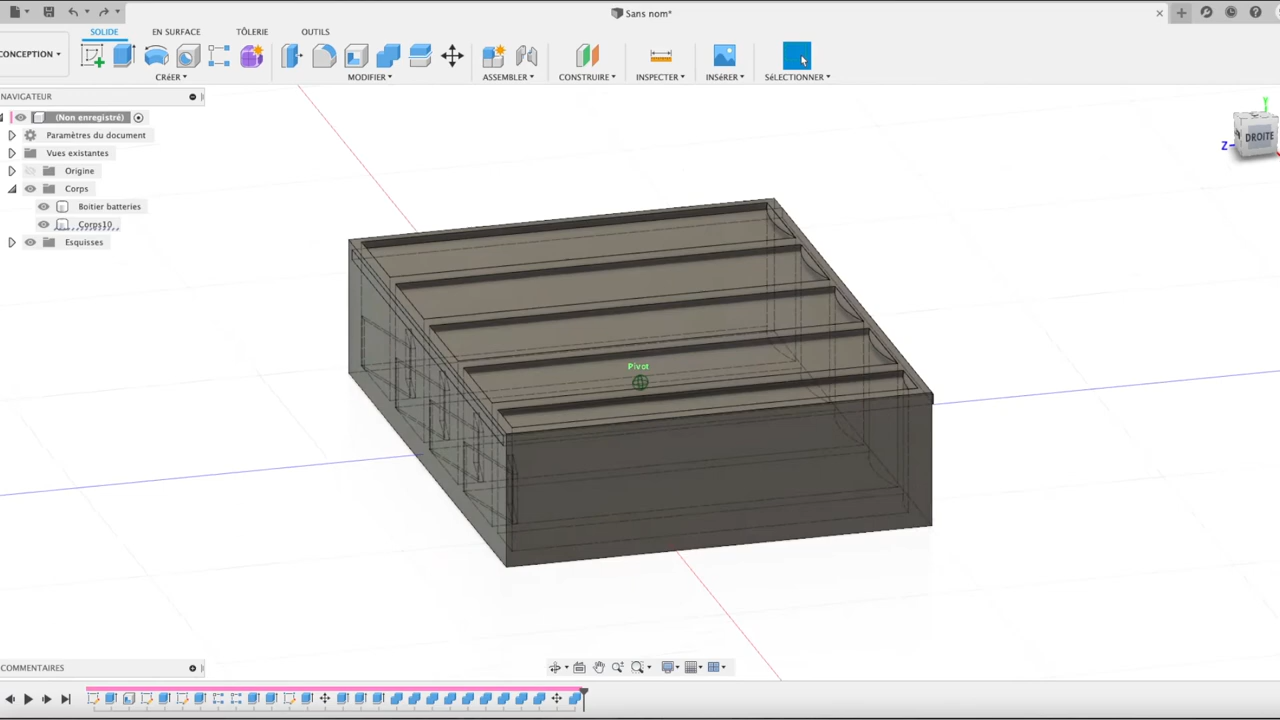 Sans nom*
SOLIDE
EN SURFACE
TÔLERIE
OUTILS
CONCEPTION
CRÉER
MODIFIER
ASSEMBLER
CONSTRUIRE
INSPECTER
INSÉRER
SÉLECTIONNER
NAVIGATEUR
(Non enregistré)
Paramètres du document
Vues existantes
Origine
Corps
Boitier batteries
Corps10
Esquisses
Y
Z
DROITE
Pivot
COMMENTAIRES